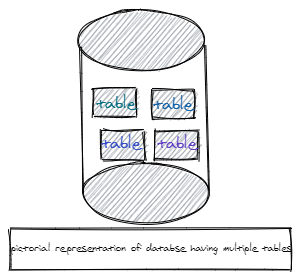 table table
table table
pictorial representation of databse having multiple tables